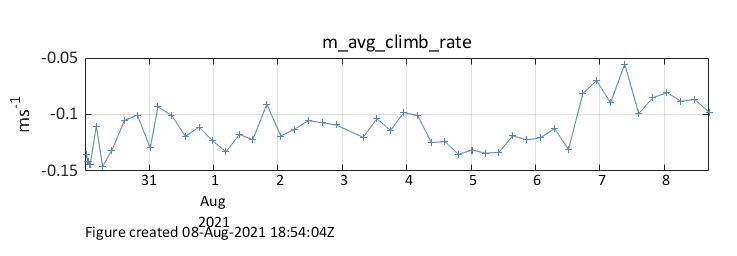 m_avg_climb_rate
-0.05
-0.1
-0.15
ms-1
31 1 2 3 4 5 6 7 8
Aug
2021
Figure created 08-Aug-2021 18:54:04Z